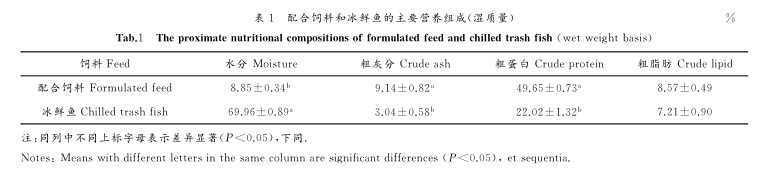 表 1　配合饲料和冰鲜鱼的主要营养组成(湿质量)　%
Tab.1　The proximate nutritional compositions of formulated feed and chilled trash fish (wet weight basis)
饲料 Feed　水分 Moisture　粗灰分 Crude ash　粗蛋白 Crude protein　粗脂肪 Crude lipid
配合饲料 Formulated feed　8.85±0.34ᵇ　9.14±0.82ᵃ　49.65±0.73ᵃ　8.57±0.49
冰鲜鱼 Chilled trash fish　69.96±0.89ᵃ　3.04±0.58ᵇ　22.02±1.32ᵇ　7.21±0.90
注:同列中不同上标字母表示差异显著(P<0.05),下同.
Notes: Means with different letters in the same column are significant differences (P<0.05), et sequentia.